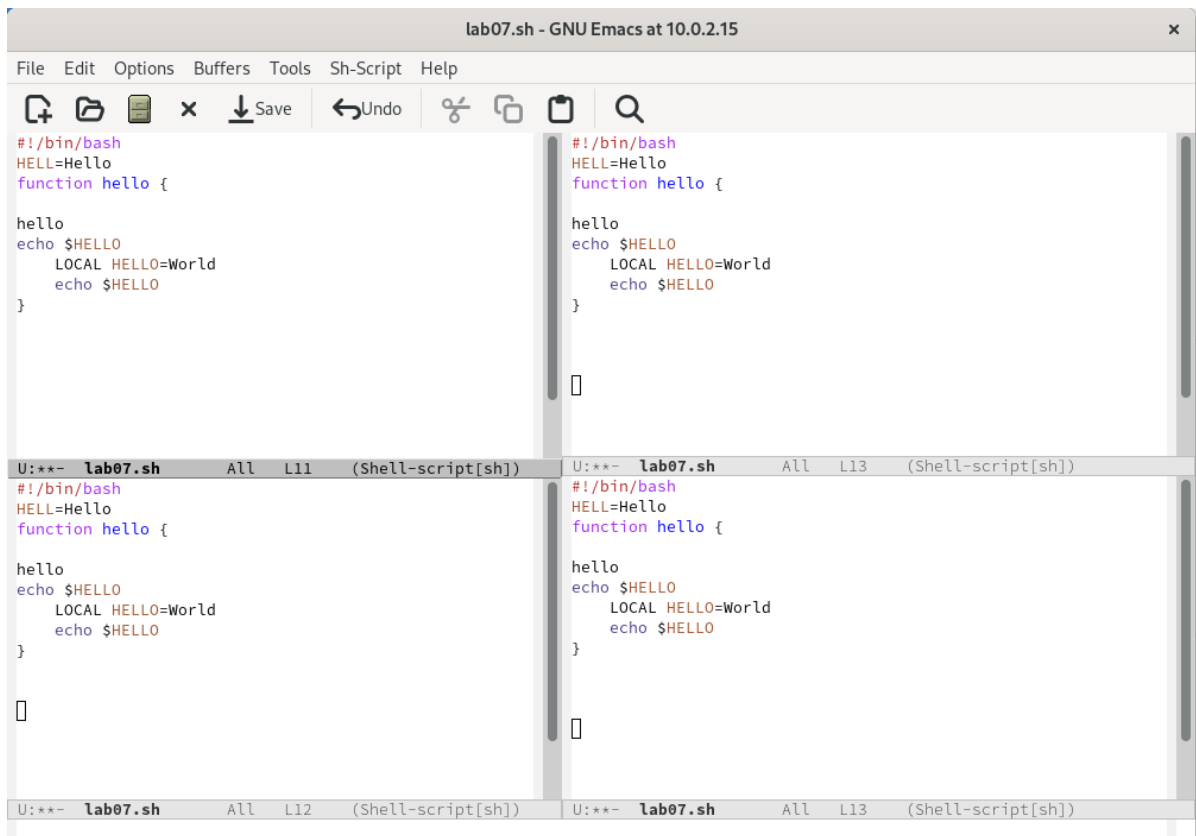 lab07.sh - GNU Emacs at 10.0.2.15
File Edit Options Buffers Tools Sh-Script Help
Save Undo
#!/bin/bash
HELL=Hello
function hello {
hello
echo $HELLO
LOCAL HELLO=World
echo $HELLO
}
U:**- lab07.sh All L11 (Shell-script[sh])
#!/bin/bash
HELL=Hello
function hello {
hello
echo $HELLO
LOCAL HELLO=World
echo $HELLO
}
U:**- lab07.sh All L13 (Shell-script[sh])
#!/bin/bash
HELL=Hello
function hello {
hello
echo $HELLO
LOCAL HELLO=World
echo $HELLO
}
U:**- lab07.sh All L12 (Shell-script[sh])
#!/bin/bash
HELL=Hello
function hello {
hello
echo $HELLO
LOCAL HELLO=World
echo $HELLO
}
U:**- lab07.sh All L13 (Shell-script[sh])